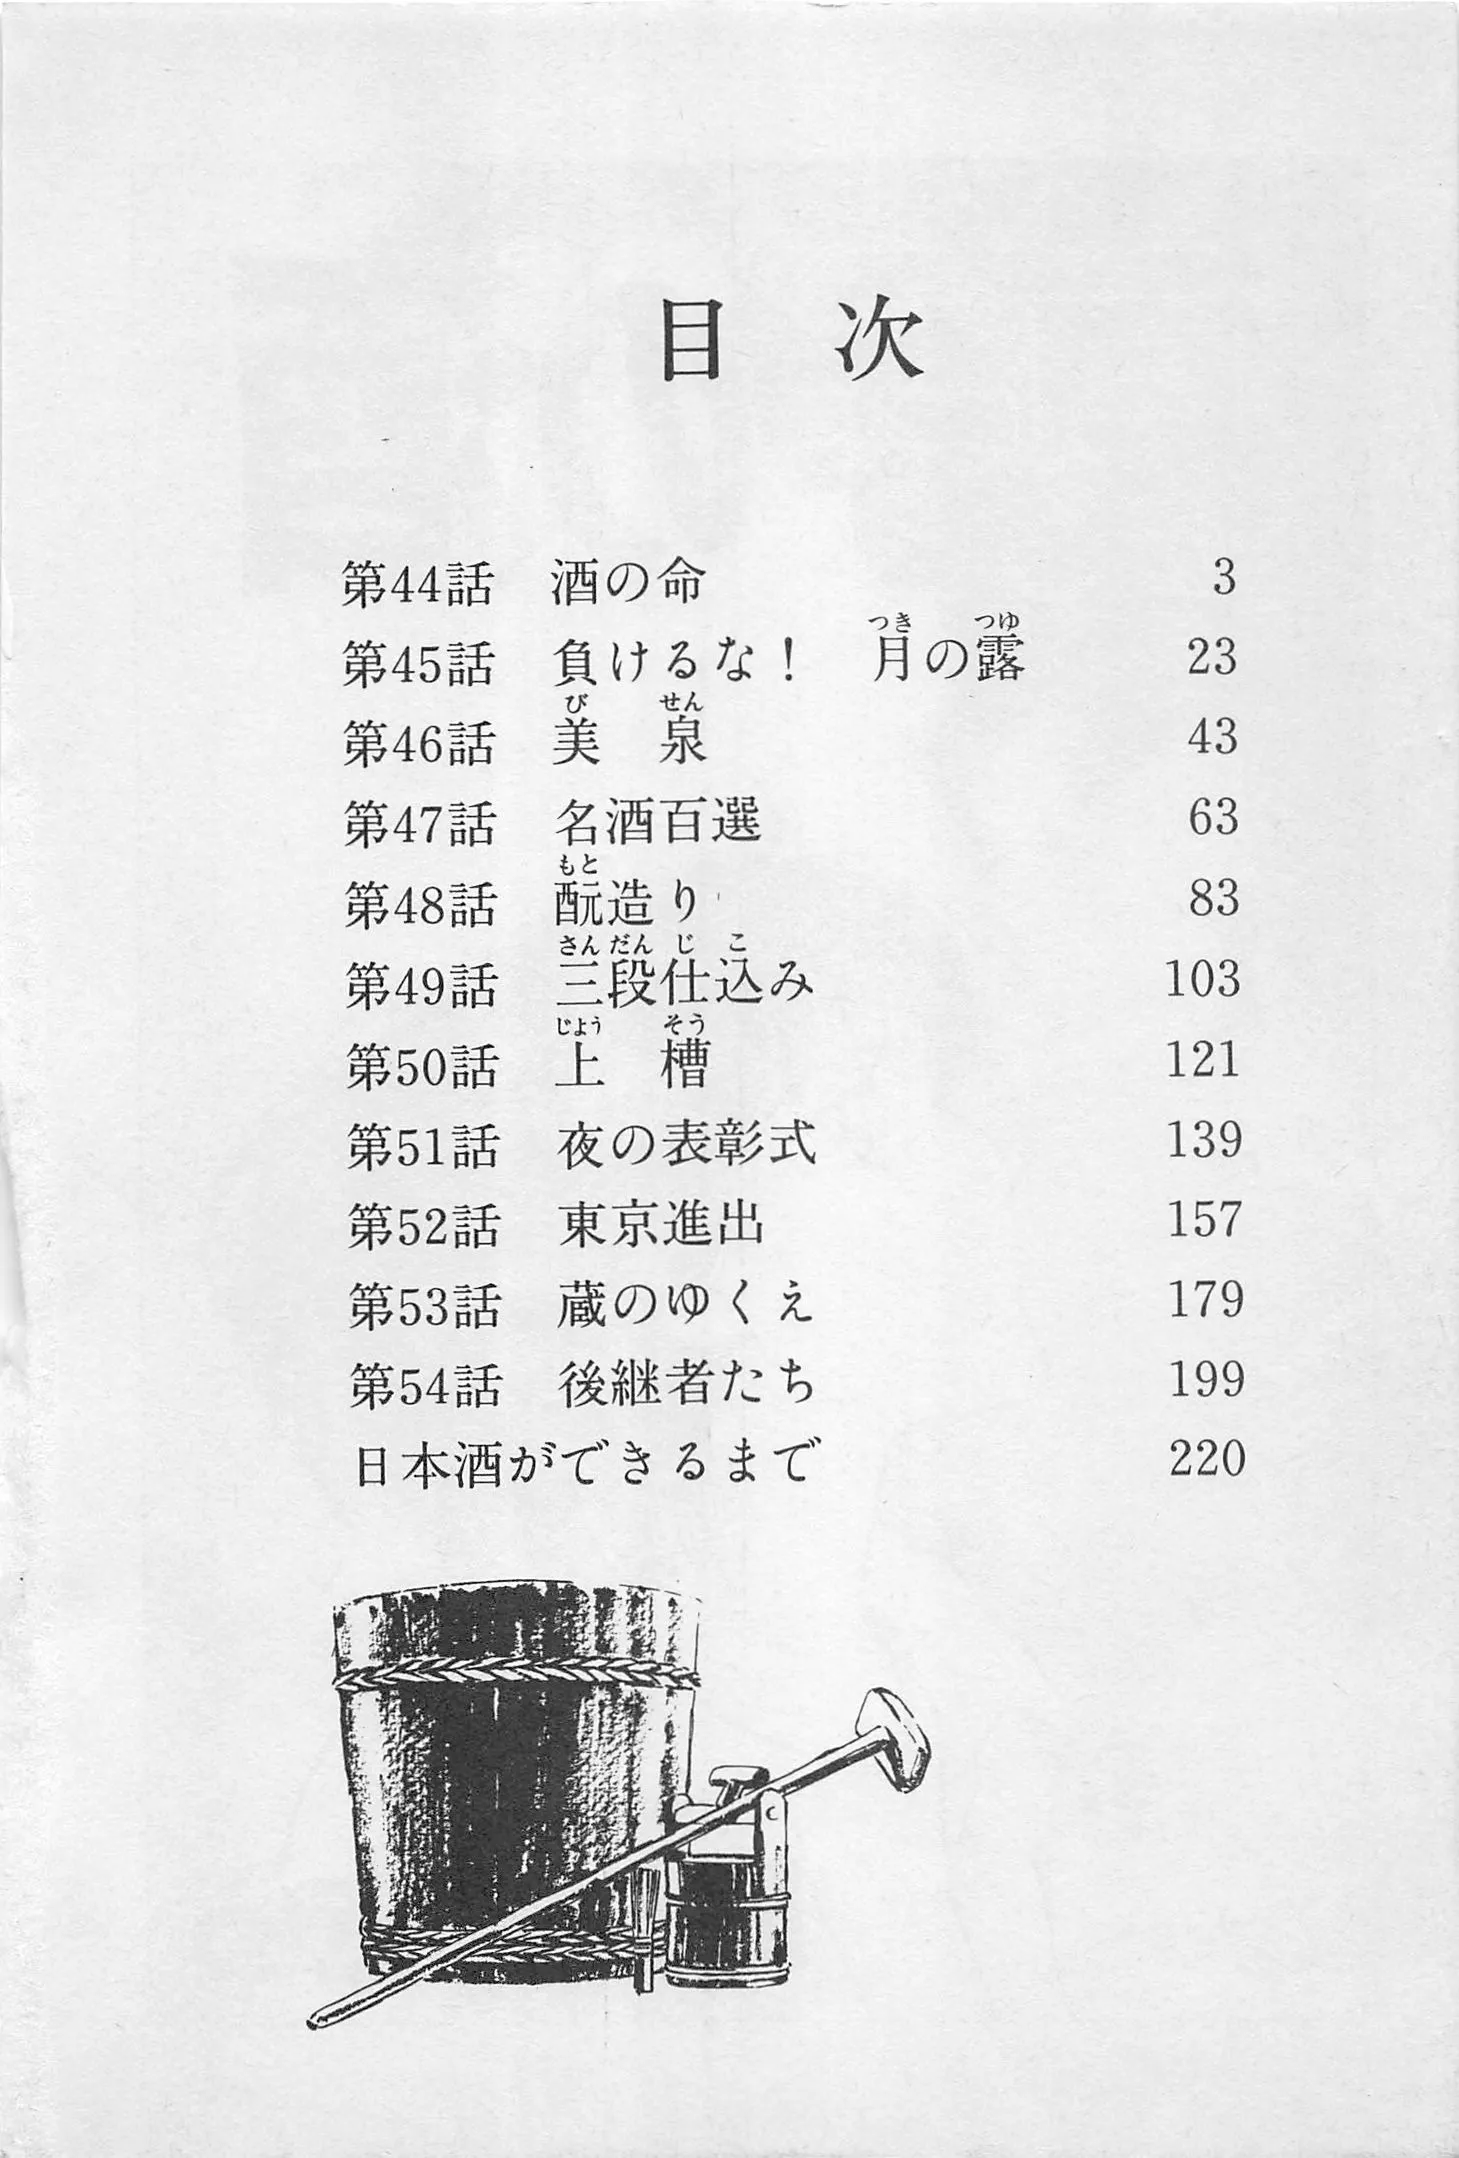 目 次
第44話 酒の命 3
第45話 負けるな! 月の露 23
第46話 美 泉 43
第47話 名酒百選 63
第48話 酛造り 83
第49話 三段仕込み 103
第50話 上 槽 121
第51話 夜の表彰式 139
第52話 東京進出 157
第53話 蔵のゆくえ 179
第54話 後継者たち 199
日本酒ができるまで 220